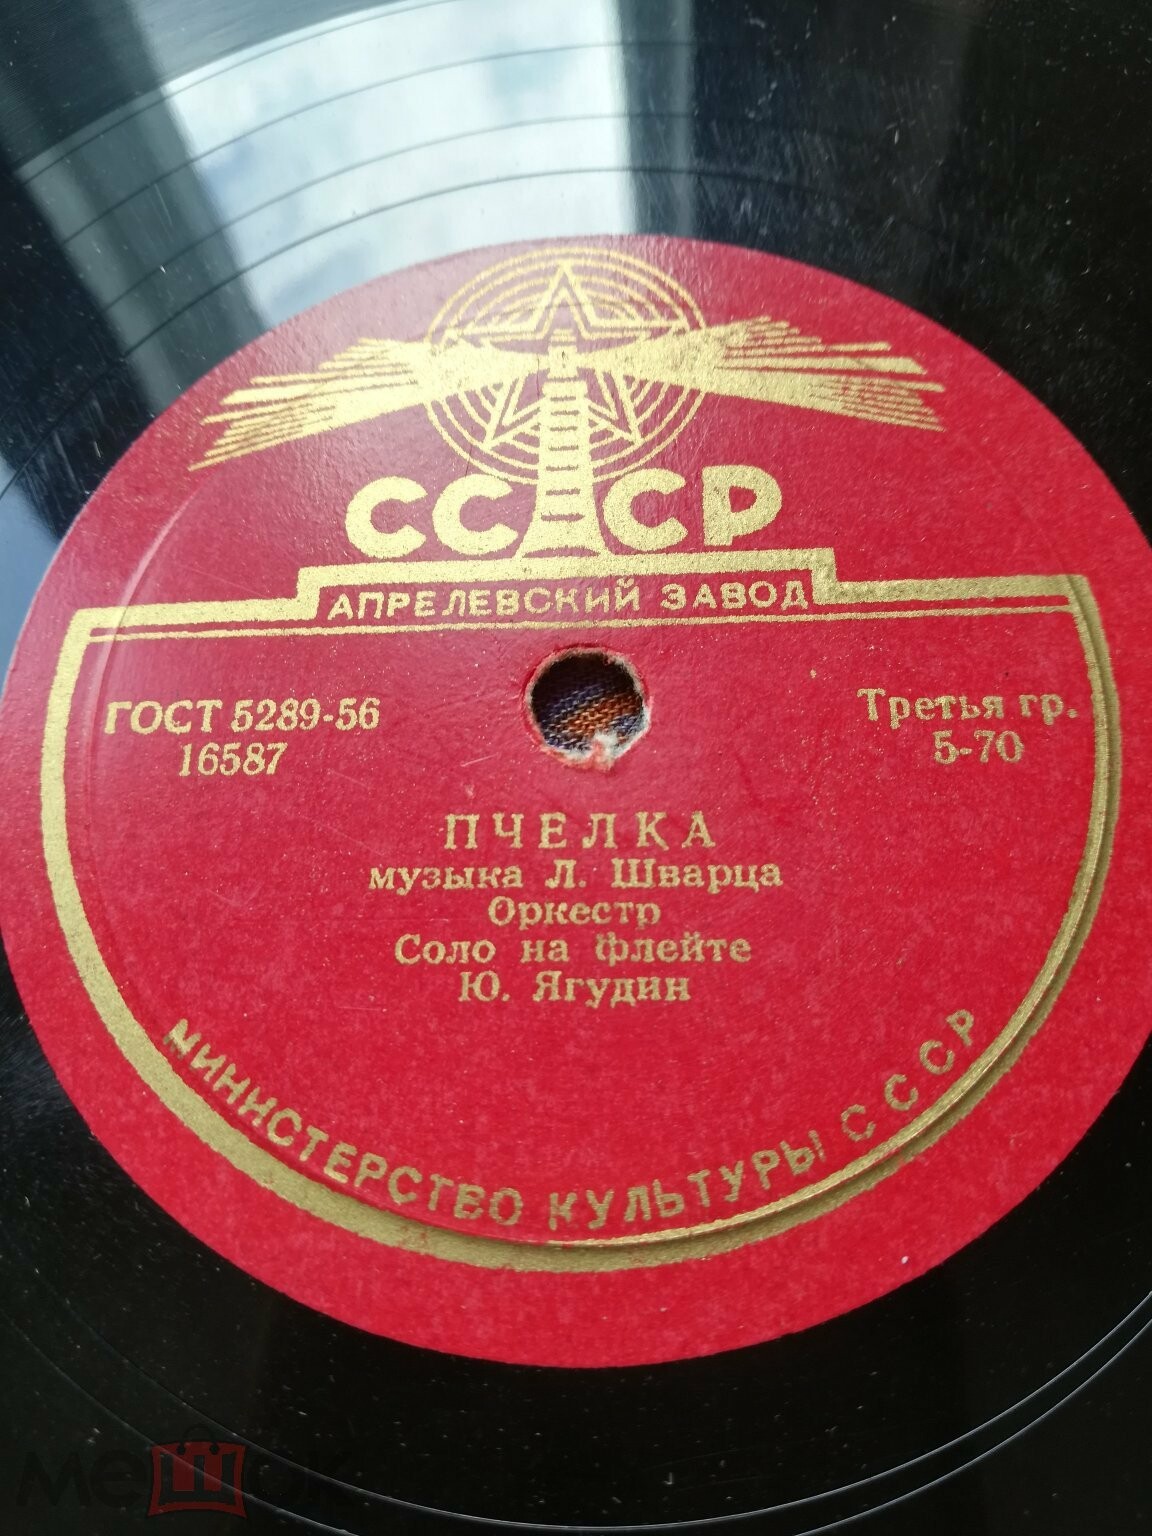 СССР
АПРЕЛЕВСКИЙ ЗАВОД
ГОСТ 5289-56
16587
Третья гр.
5-70
ПЧЕЛКА
музыка Л. Шварца
Оркестр
Соло на флейте
Ю. Ягудин
МИНИСТЕРСТВО КУЛЬТУРЫ СССР
мешок